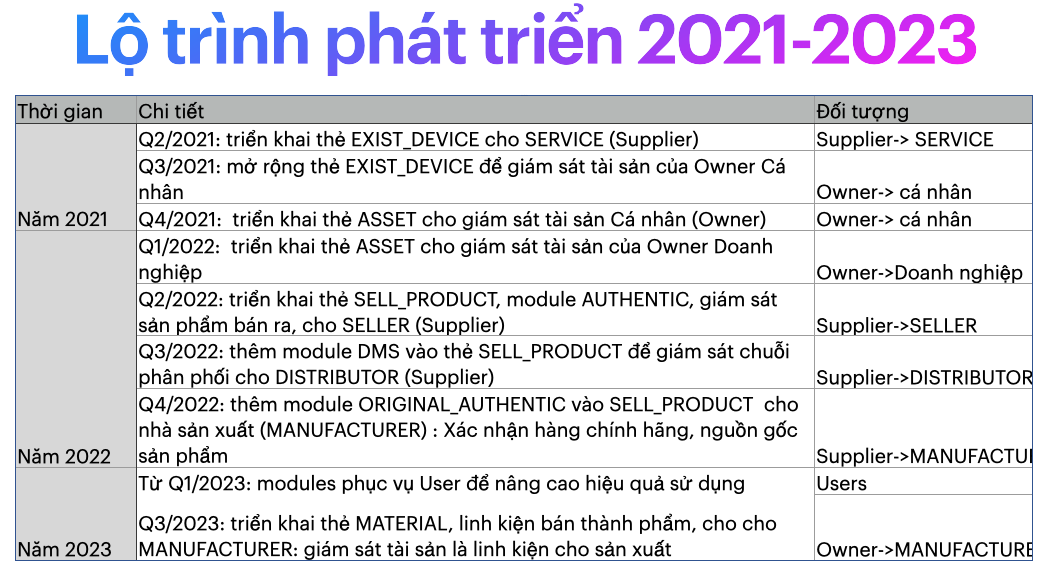 Lộ trình phát triển 2021-2023
Thời gian Chi tiết Đối tượng
Q2/2021: triển khai thẻ EXIST_DEVICE cho SERVICE (Supplier) Supplier-> SERVICE
Q3/2021: mở rộng thẻ EXIST_DEVICE để giám sát tài sản của Owner Cá
nhân Owner-> cá nhân
Năm 2021 Q4/2021: triển khai thẻ ASSET cho giám sát tài sản Cá nhân (Owner) Owner-> cá nhân
Q1/2022: triển khai thẻ ASSET cho giám sát tài sản của Owner Doanh
nghiệp Owner->Doanh nghiệp
Q2/2022: triển khai thẻ SELL_PRODUCT, module AUTHENTIC, giám sát
sản phẩm bán ra, cho SELLER (Supplier) Supplier->SELLER
Q3/2022: thêm module DMS vào thẻ SELL_PRODUCT để giám sát chuỗi
phân phối cho DISTRIBUTOR (Supplier) Supplier->DISTRIBUTOR
Q4/2022: thêm module ORIGINAL_AUTHENTIC vào SELL_PRODUCT cho
nhà sản xuất (MANUFACTURER) : Xác nhận hàng chính hãng, nguồn gốc
Năm 2022 sản phẩm Supplier->MANUFACTU
Từ Q1/2023: modules phục vụ User để nâng cao hiệu quả sử dụng Users
Q3/2023: triển khai thẻ MATERIAL, linh kiện bán thành phẩm, cho cho
Năm 2023 MANUFACTURER: giám sát tài sản là linh kiện cho sản xuất Owner->MANUFACTURE